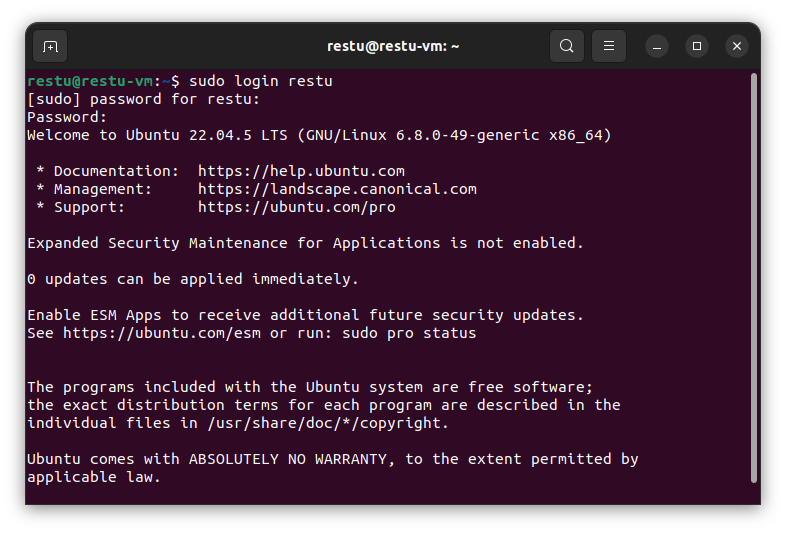 restu@restu-vm: ~
restu@restu-vm:~$ sudo login restu
[sudo] password for restu:
Password:
Welcome to Ubuntu 22.04.5 LTS (GNU/Linux 6.8.0-49-generic x86_64)

 * Documentation:  https://help.ubuntu.com
 * Management:     https://landscape.canonical.com
 * Support:        https://ubuntu.com/pro

Expanded Security Maintenance for Applications is not enabled.

0 updates can be applied immediately.

Enable ESM Apps to receive additional future security updates.
See https://ubuntu.com/esm or run: sudo pro status


The programs included with the Ubuntu system are free software;
the exact distribution terms for each program are described in the
individual files in /usr/share/doc/*/copyright.

Ubuntu comes with ABSOLUTELY NO WARRANTY, to the extent permitted by
applicable law.